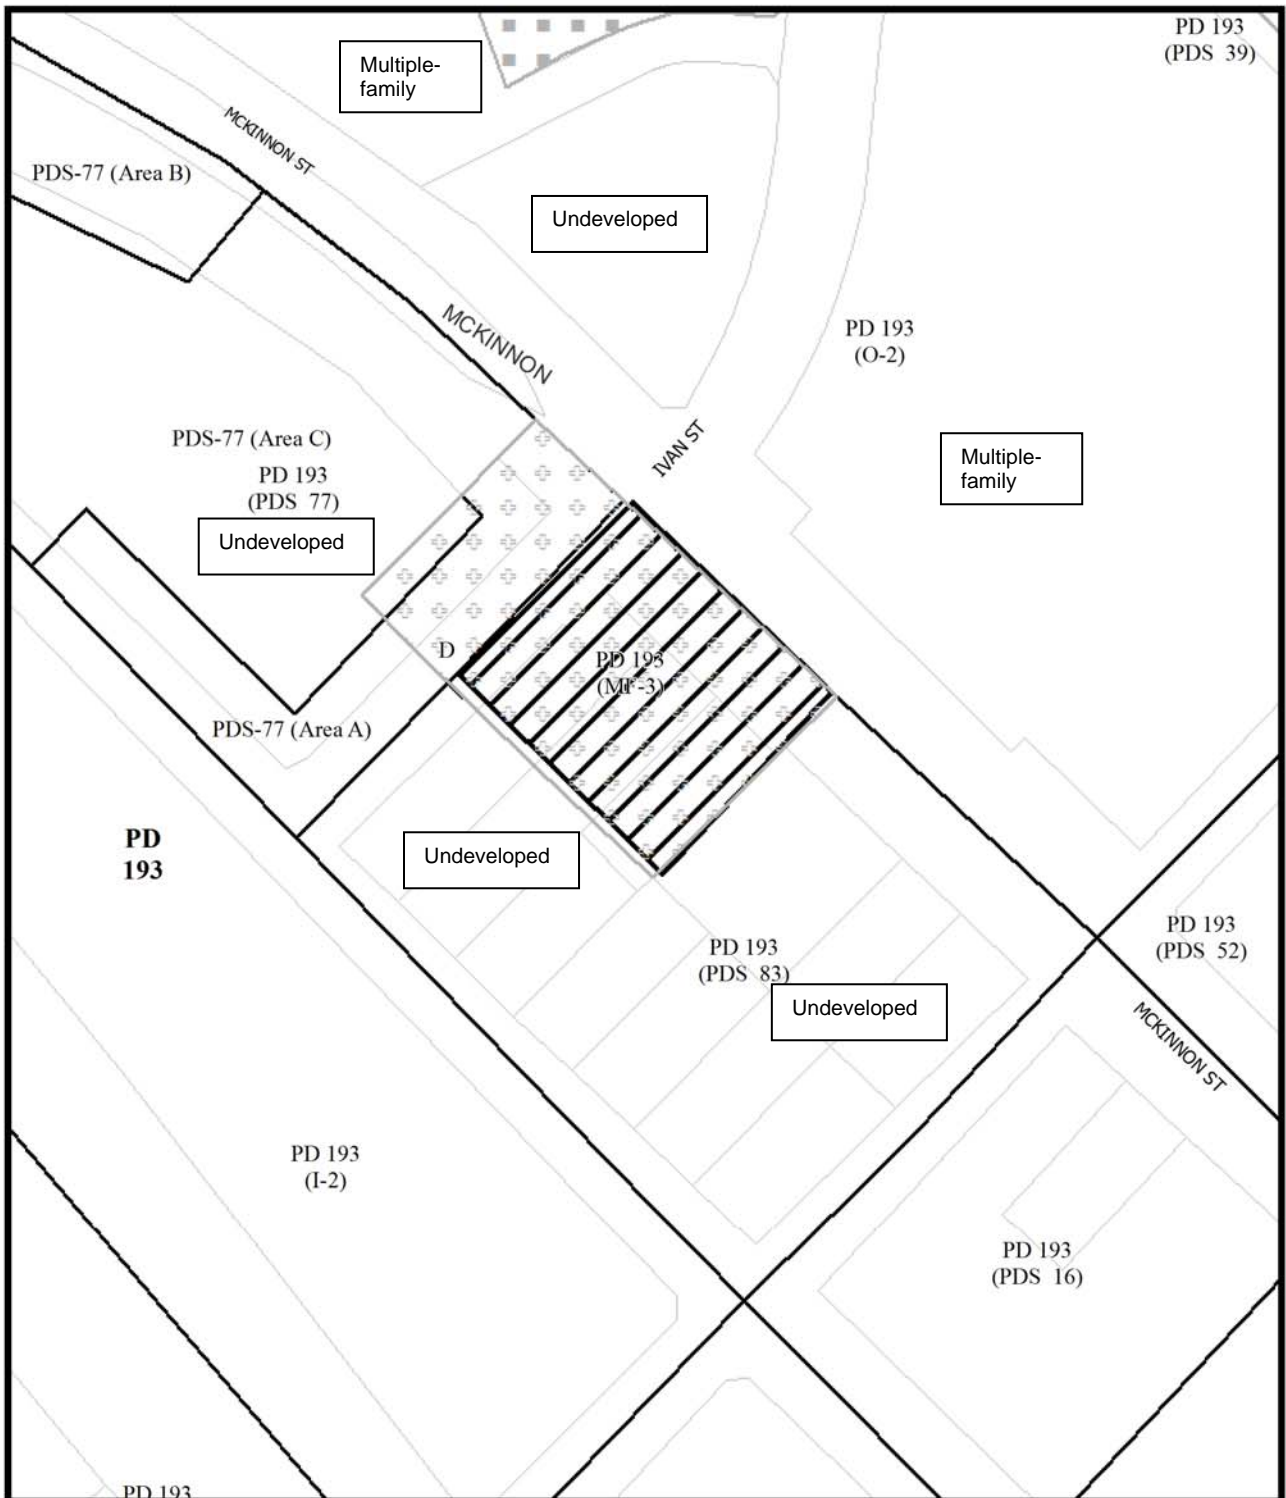 PD 193
(PDS 39)
Multiple-
family
MCKINNON ST
PDS-77 (Area B)
Undeveloped
MCKINNON
PD 193
(O-2)
IVAN ST
PDS-77 (Area C)
PD 193
(PDS 77)
Undeveloped
Multiple-
family
D
PD 193
(MF-3)
PDS-77 (Area A)
PD
193
Undeveloped
PD 193
(PDS 83)
Undeveloped
PD 193
(PDS 52)
MCKINNON ST
PD 193
(I-2)
PD 193
(PDS 16)
PD 193